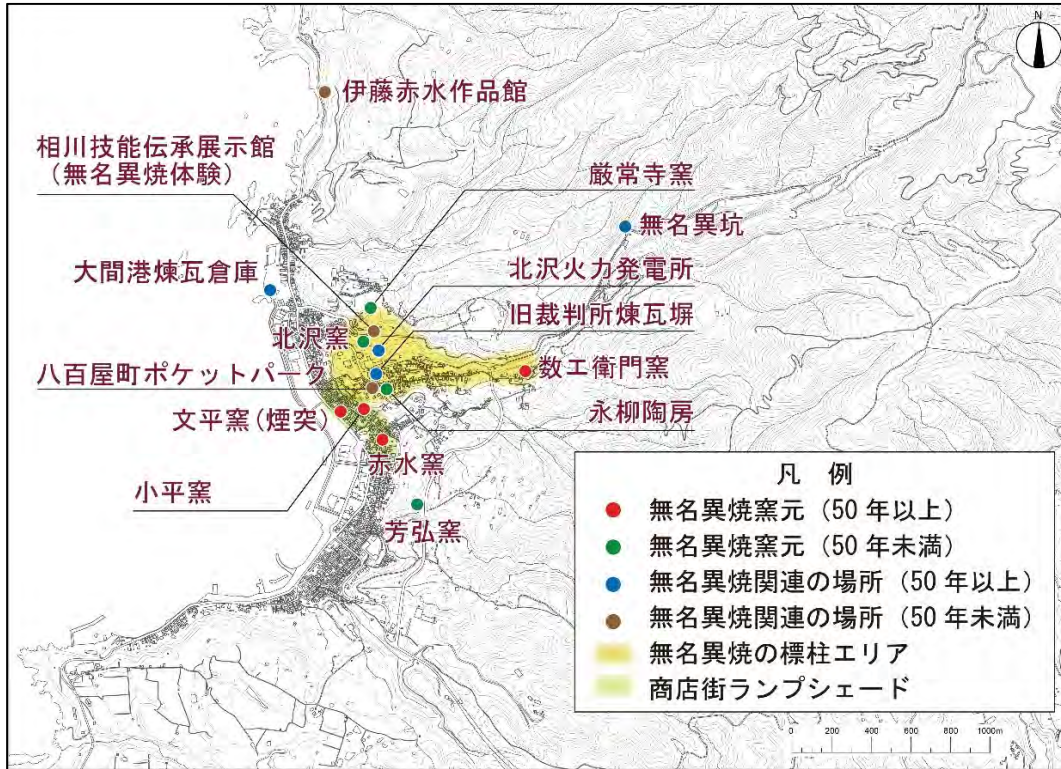 N
伊藤赤水作品館
相川技能伝承展示館
(無名異焼体験)
厳常寺窯
無名異坑
大間港煉瓦倉庫
北沢火力発電所
旧裁判所煉瓦塀
北沢窯
八百屋町ポケットパーク
数エ衛門窯
文平窯(煙突)
永柳陶房
赤水窯
小平窯
芳弘窯
凡 例
無名異焼窯元(50年以上)
無名異焼窯元(50年未満)
無名異焼関連の場所(50年以上)
無名異焼関連の場所(50年未満)
無名異焼の標柱エリア
商店街ランプシェード
0 200 400 600 800 1000m